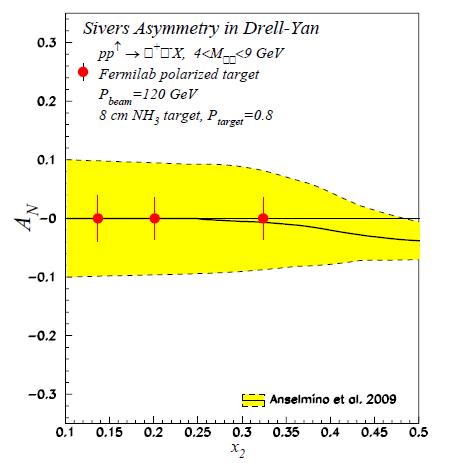 Sivers Asymmetry in Drell-Yan
pp↑ → □⁺□⁻X, 4<M□□<9 GeV
Fermilab polarized target
P_beam=120 GeV
8 cm NH₃ target, P_target=0.8
0.3
0.2
0.1
-0
-0.1
-0.2
-0.3
A_N
Anselmino et al. 2009
0.1 0.15 0.2 0.25 0.3 0.35 0.4 0.45 0.5
x₂